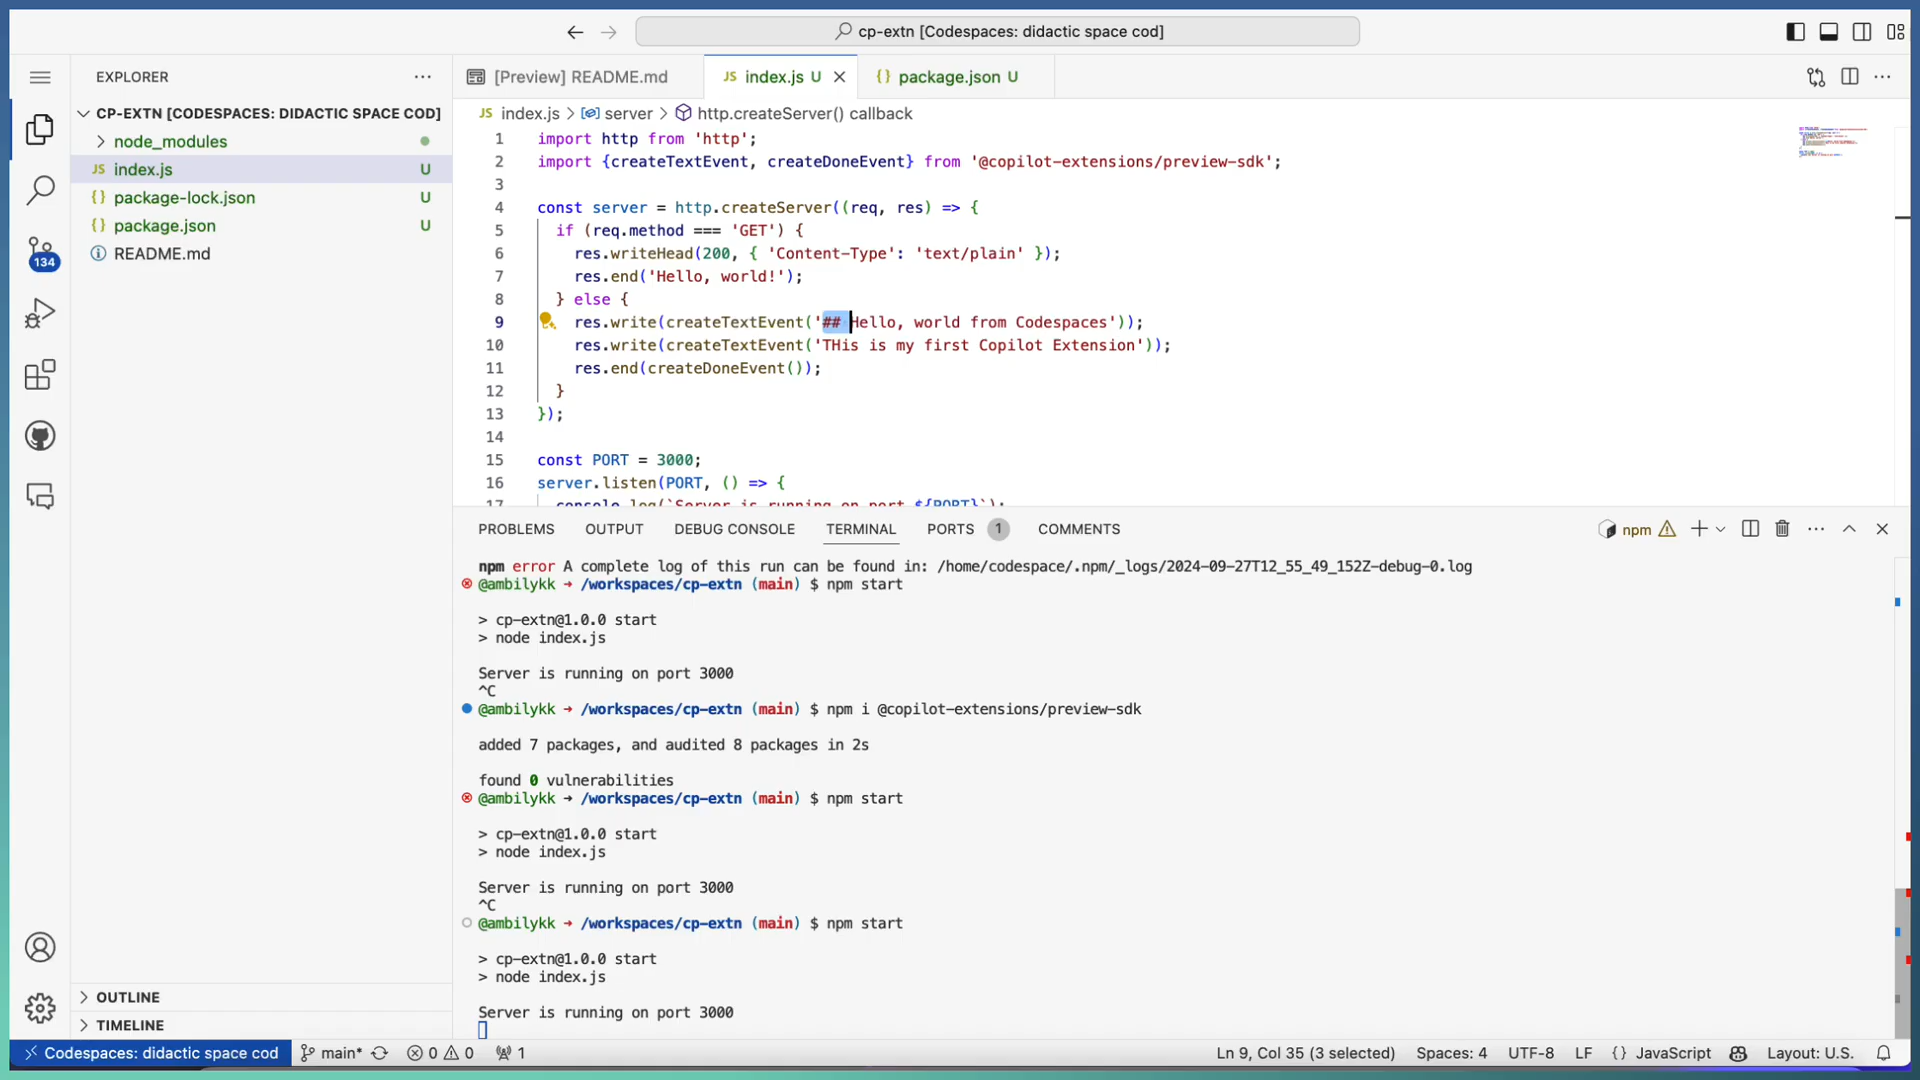 cp-extn [Codespaces: didactic space cod]
EXPLORER
[Preview] README.md
JS index.js U
{} package.json U
CP-EXTN [CODESPACES: DIDACTIC SPACE COD]
JS index.js > server > http.createServer() callback
node_modules
JS index.js U
{} package-lock.json U
{} package.json U
README.md
134
1 import http from 'http';
2 import {createTextEvent, createDoneEvent} from '@copilot-extensions/preview-sdk';
3
4 const server = http.createServer((req, res) => {
5 if (req.method === 'GET') {
6 res.writeHead(200, { 'Content-Type': 'text/plain' });
7 res.end('Hello, world!');
8 } else {
9 res.write(createTextEvent('## Hello, world from Codespaces'));
10 res.write(createTextEvent('THis is my first Copilot Extension'));
11 res.end(createDoneEvent());
12 }
13 });
14
15 const PORT = 3000;
16 server.listen(PORT, () => {
17 console.log(`Server is running on port ${PORT}`);
PROBLEMS OUTPUT DEBUG CONSOLE TERMINAL PORTS 1 COMMENTS
npm
npm error A complete log of this run can be found in: /home/codespace/.npm/_logs/2024-09-27T12_55_49_152Z-debug-0.log
@ambilykk → /workspaces/cp-extn (main) $ npm start
> cp-extn@1.0.0 start
> node index.js
Server is running on port 3000
^C
@ambilykk → /workspaces/cp-extn (main) $ npm i @copilot-extensions/preview-sdk
added 7 packages, and audited 8 packages in 2s
found 0 vulnerabilities
@ambilykk → /workspaces/cp-extn (main) $ npm start
> cp-extn@1.0.0 start
> node index.js
Server is running on port 3000
^C
@ambilykk → /workspaces/cp-extn (main) $ npm start
> cp-extn@1.0.0 start
> node index.js
Server is running on port 3000
OUTLINE
TIMELINE
Codespaces: didactic space cod main* 0 0 1 Ln 9, Col 35 (3 selected) Spaces: 4 UTF-8 LF {} JavaScript Layout: U.S.